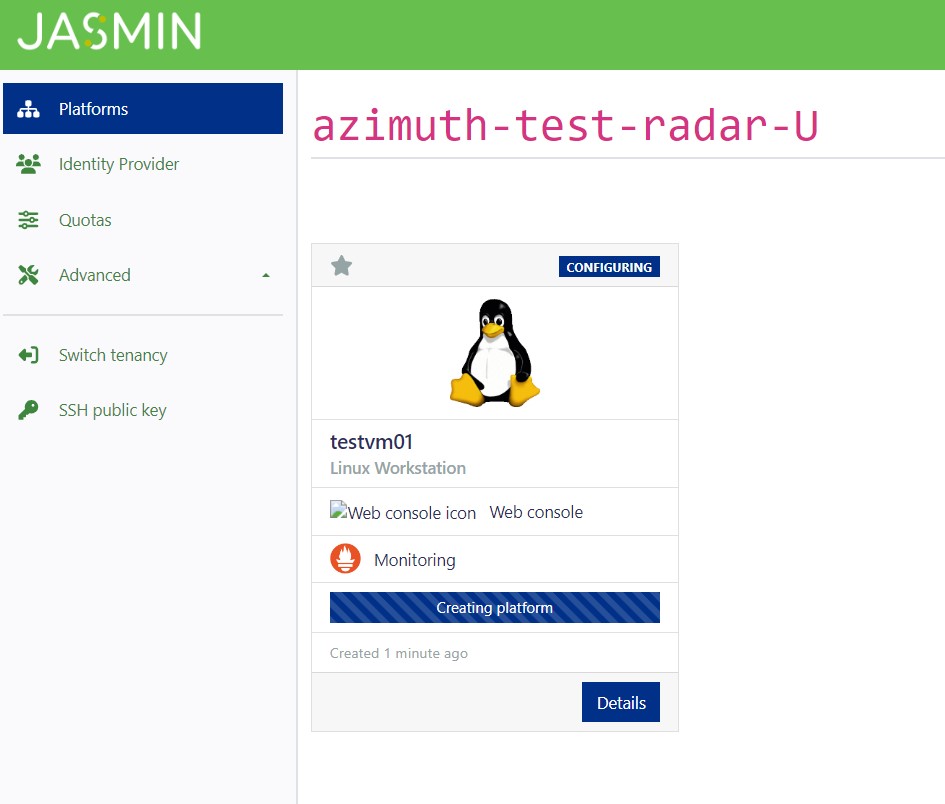 JASMIN
Platforms
Identity Provider
Quotas
Advanced
Switch tenancy
SSH public key
azimuth-test-radar-U
CONFIGURING
testvm01
Linux Workstation
Web console icon Web console
Monitoring
Creating platform
Created 1 minute ago
Details